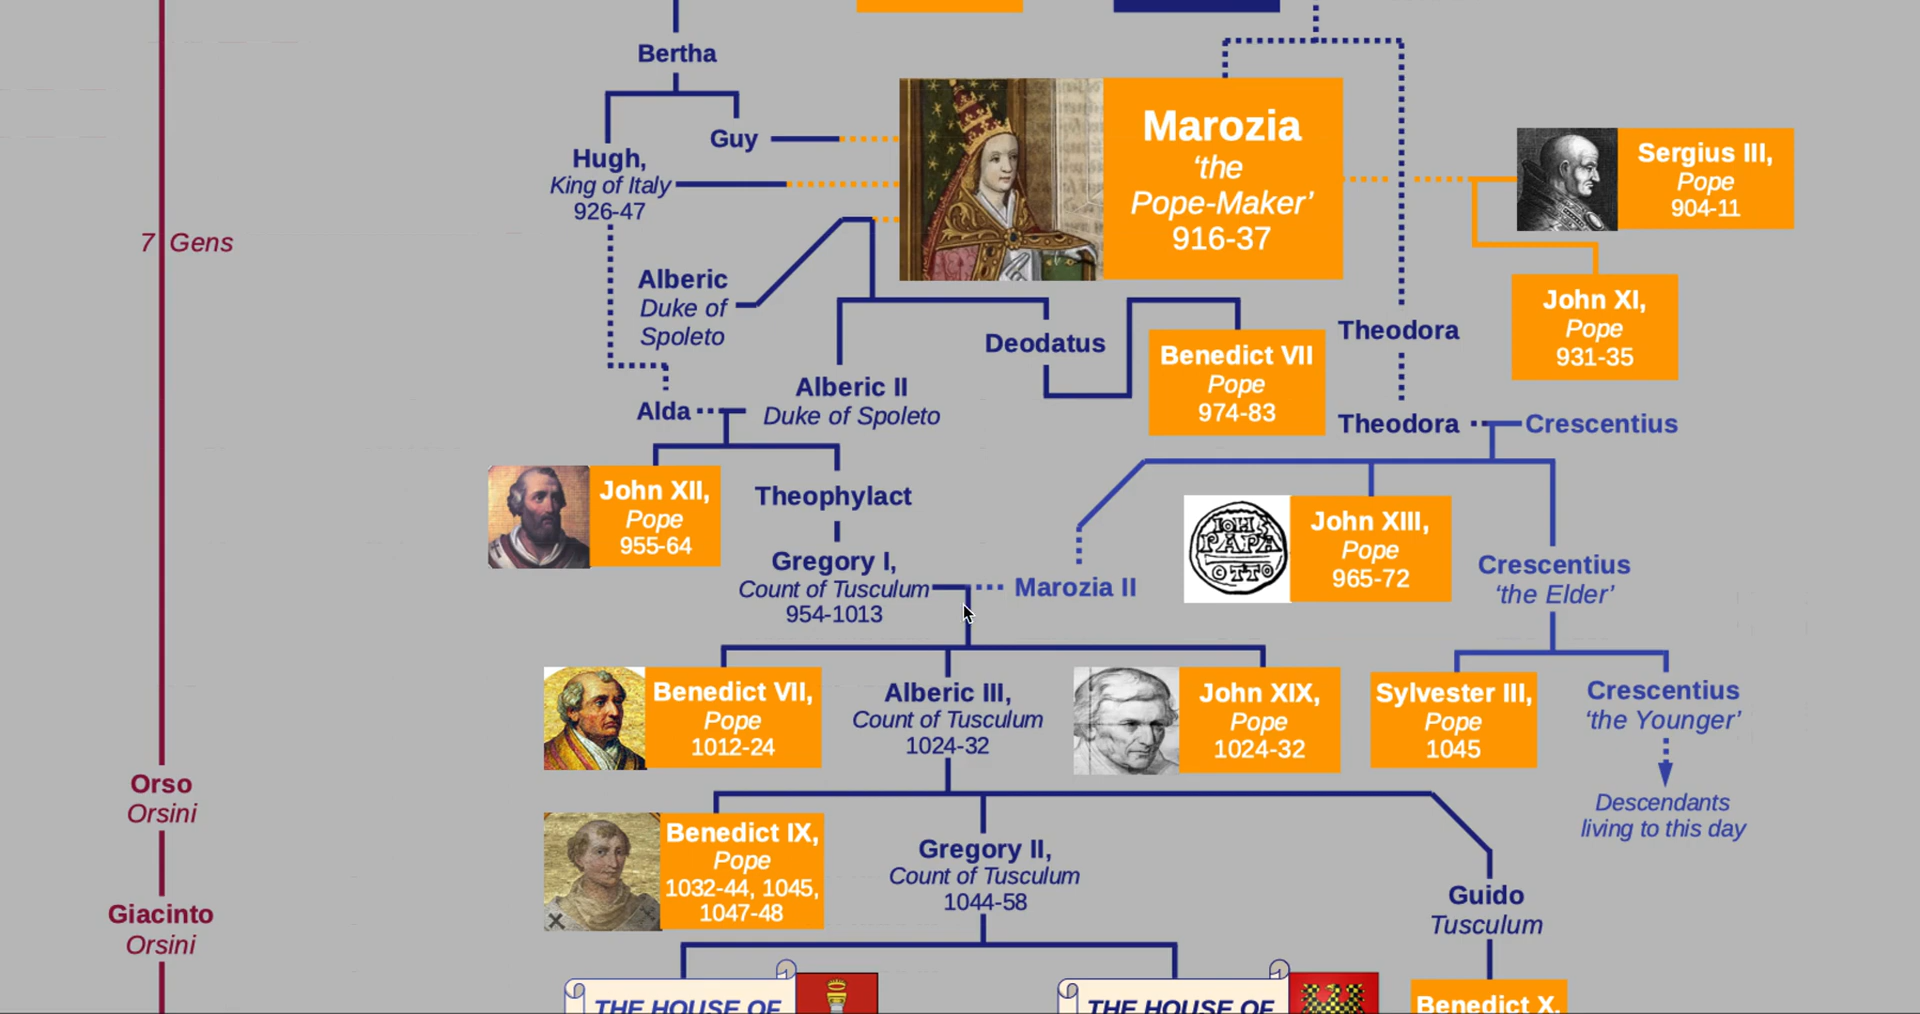 Bertha
Guy
Hugh,
King of Italy
926-47
Marozia
‘the
Pope-Maker’
916-37
Sergius III,
Pope
904-11
7 Gens
Alberic
Duke of
Spoleto
John XI,
Pope
931-35
Deodatus
Benedict VII
Pope
974-83
Theodora
Alda
Alberic II
Duke of Spoleto
Theodora
Crescentius
John XII,
Pope
955-64
Theophylact
Gregory I,
Count of Tusculum
954-1013
Marozia II
IOHS
PAPA
OTTO
John XIII,
Pope
965-72
Crescentius
‘the Elder’
Benedict VII,
Pope
1012-24
Alberic III,
Count of Tusculum
1024-32
John XIX,
Pope
1024-32
Sylvester III,
Pope
1045
Crescentius
‘the Younger’
Descendants
living to this day
Orso
Orsini
Benedict IX,
Pope
1032-44, 1045,
1047-48
Gregory II,
Count of Tusculum
1044-58
Guido
Tusculum
Giacinto
Orsini
THE HOUSE OF
THE HOUSE OF
Benedict X,